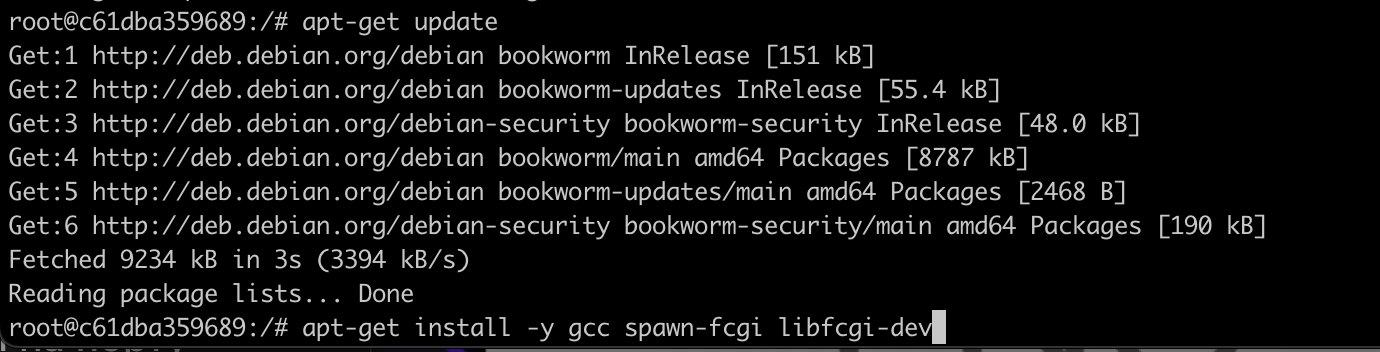 root@c61dba359689:/# apt-get update
Get:1 http://deb.debian.org/debian bookworm InRelease [151 kB]
Get:2 http://deb.debian.org/debian bookworm-updates InRelease [55.4 kB]
Get:3 http://deb.debian.org/debian-security bookworm-security InRelease [48.0 kB]
Get:4 http://deb.debian.org/debian bookworm/main amd64 Packages [8787 kB]
Get:5 http://deb.debian.org/debian bookworm-updates/main amd64 Packages [2468 B]
Get:6 http://deb.debian.org/debian-security bookworm-security/main amd64 Packages [190 kB]
Fetched 9234 kB in 3s (3394 kB/s)
Reading package lists... Done
root@c61dba359689:/# apt-get install -y gcc spawn-fcgi libfcgi-dev